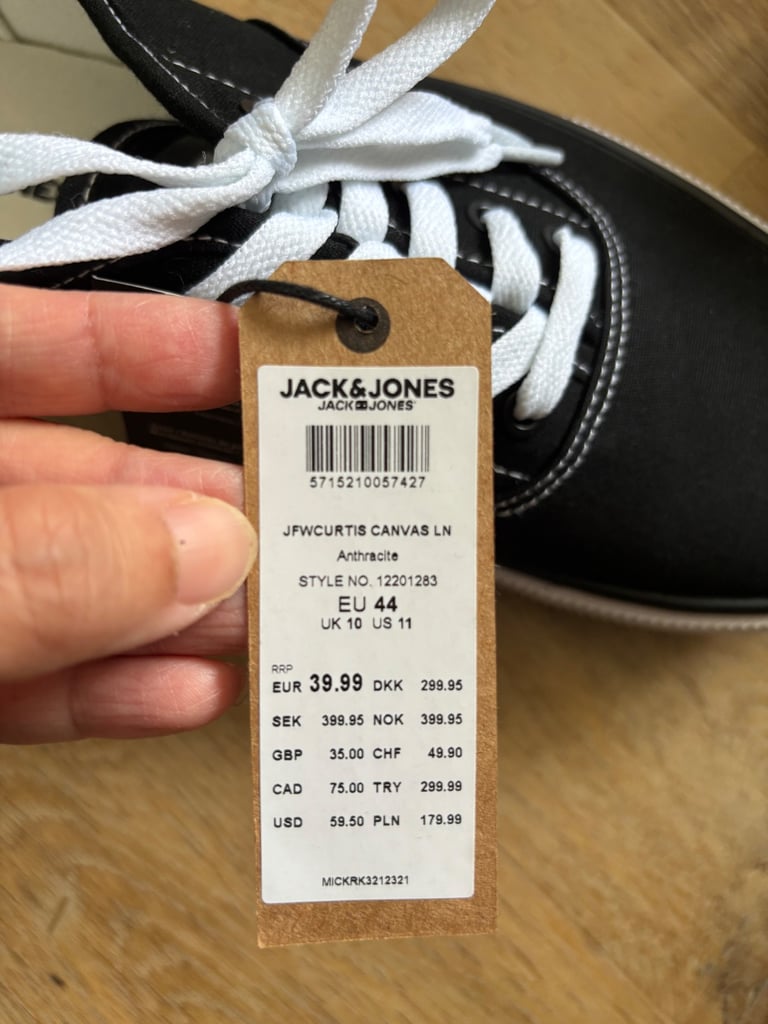 JACK&JONES
JACK JONES
5715210057427
JFWCURTIS CANVAS LN
Anthracite
STYLE NO. 12201283
EU 44
UK 10 US 11
RRP
EUR 39.99 DKK 299.95
SEK 399.95 NOK 399.95
GBP 35.00 CHF 49.90
CAD 75.00 TRY 299.99
USD 59.50 PLN 179.99
MICKRK3212321